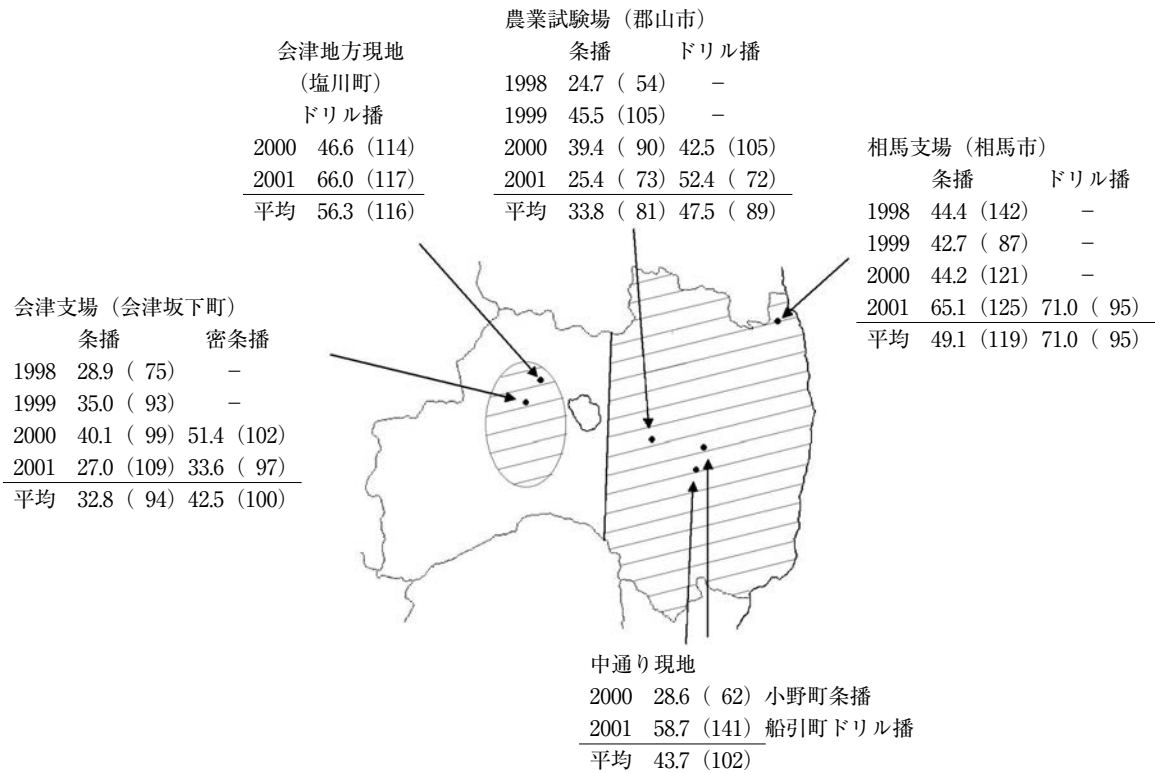 農業試験場（郡山市）
条播 ドリル播
1998 24.7 ( 54) −
1999 45.5 (105) −
2000 39.4 ( 90) 42.5 (105)
2001 25.4 ( 73) 52.4 ( 72)
平均 33.8 ( 81) 47.5 ( 89)
会津地方現地
（塩川町）
ドリル播
2000 46.6 (114)
2001 66.0 (117)
平均 56.3 (116)
相馬支場（相馬市）
条播 ドリル播
1998 44.4 (142) −
1999 42.7 ( 87) −
2000 44.2 (121) −
2001 65.1 (125) 71.0 ( 95)
平均 49.1 (119) 71.0 ( 95)
会津支場（会津坂下町）
条播 密条播
1998 28.9 ( 75) −
1999 35.0 ( 93) −
2000 40.1 ( 99) 51.4 (102)
2001 27.0 (109) 33.6 ( 97)
平均 32.8 ( 94) 42.5 (100)
中通り現地
2000 28.6 ( 62) 小野町条播
2001 58.7 (141) 船引町ドリル播
平均 43.7 (102)